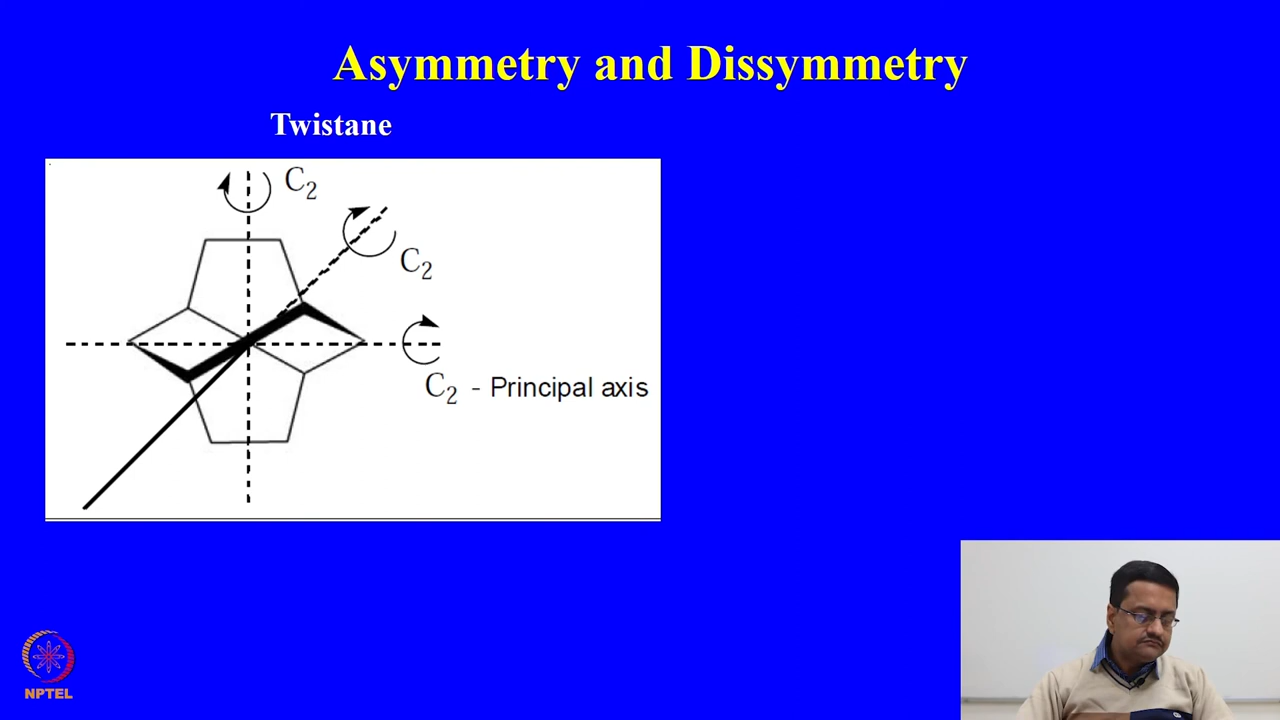 Asymmetry and Dissymmetry
Twistane
C2
C2
C2 - Principal axis
NPTEL